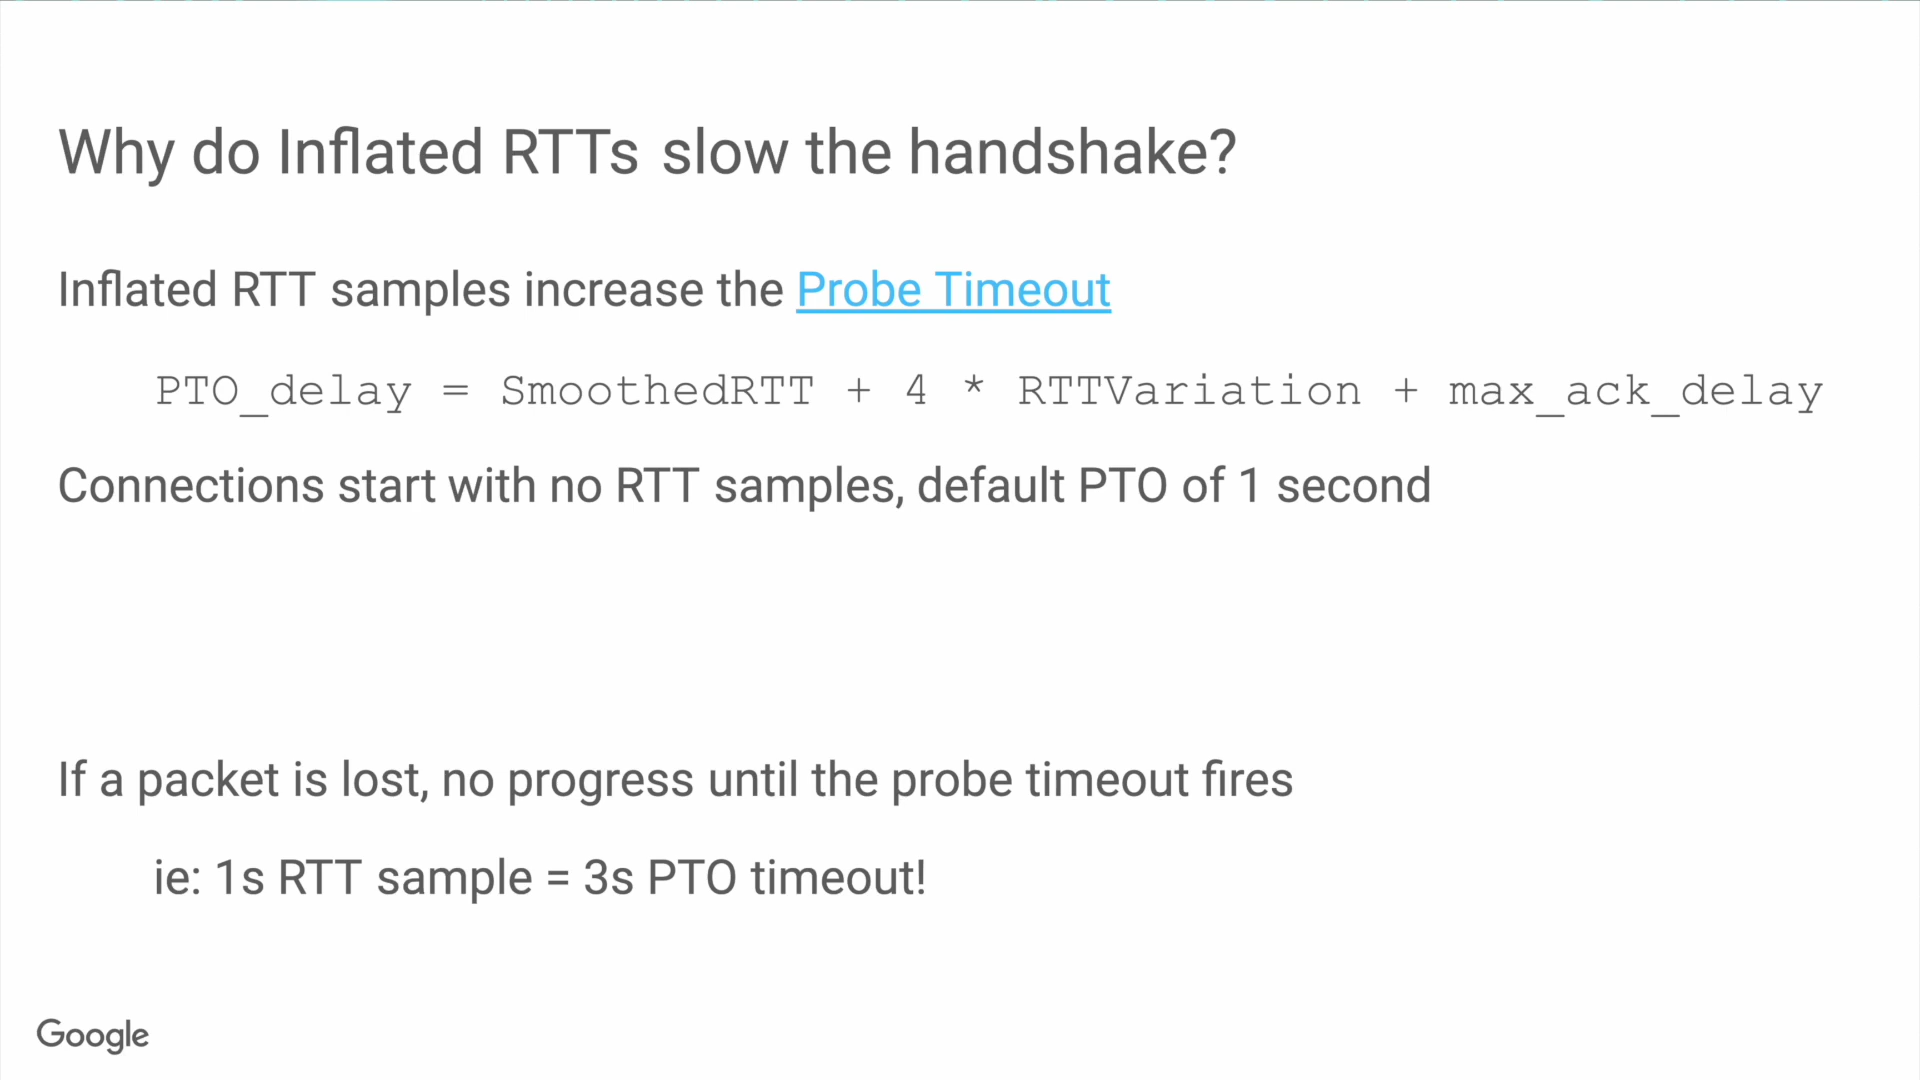 Why do Inflated RTTs slow the handshake?
Inflated RTT samples increase the Probe Timeout
PTO_delay = SmoothedRTT + 4 * RTTVariation + max_ack_delay
Connections start with no RTT samples, default PTO of 1 second
If a packet is lost, no progress until the probe timeout fires
ie: 1s RTT sample = 3s PTO timeout!
Google